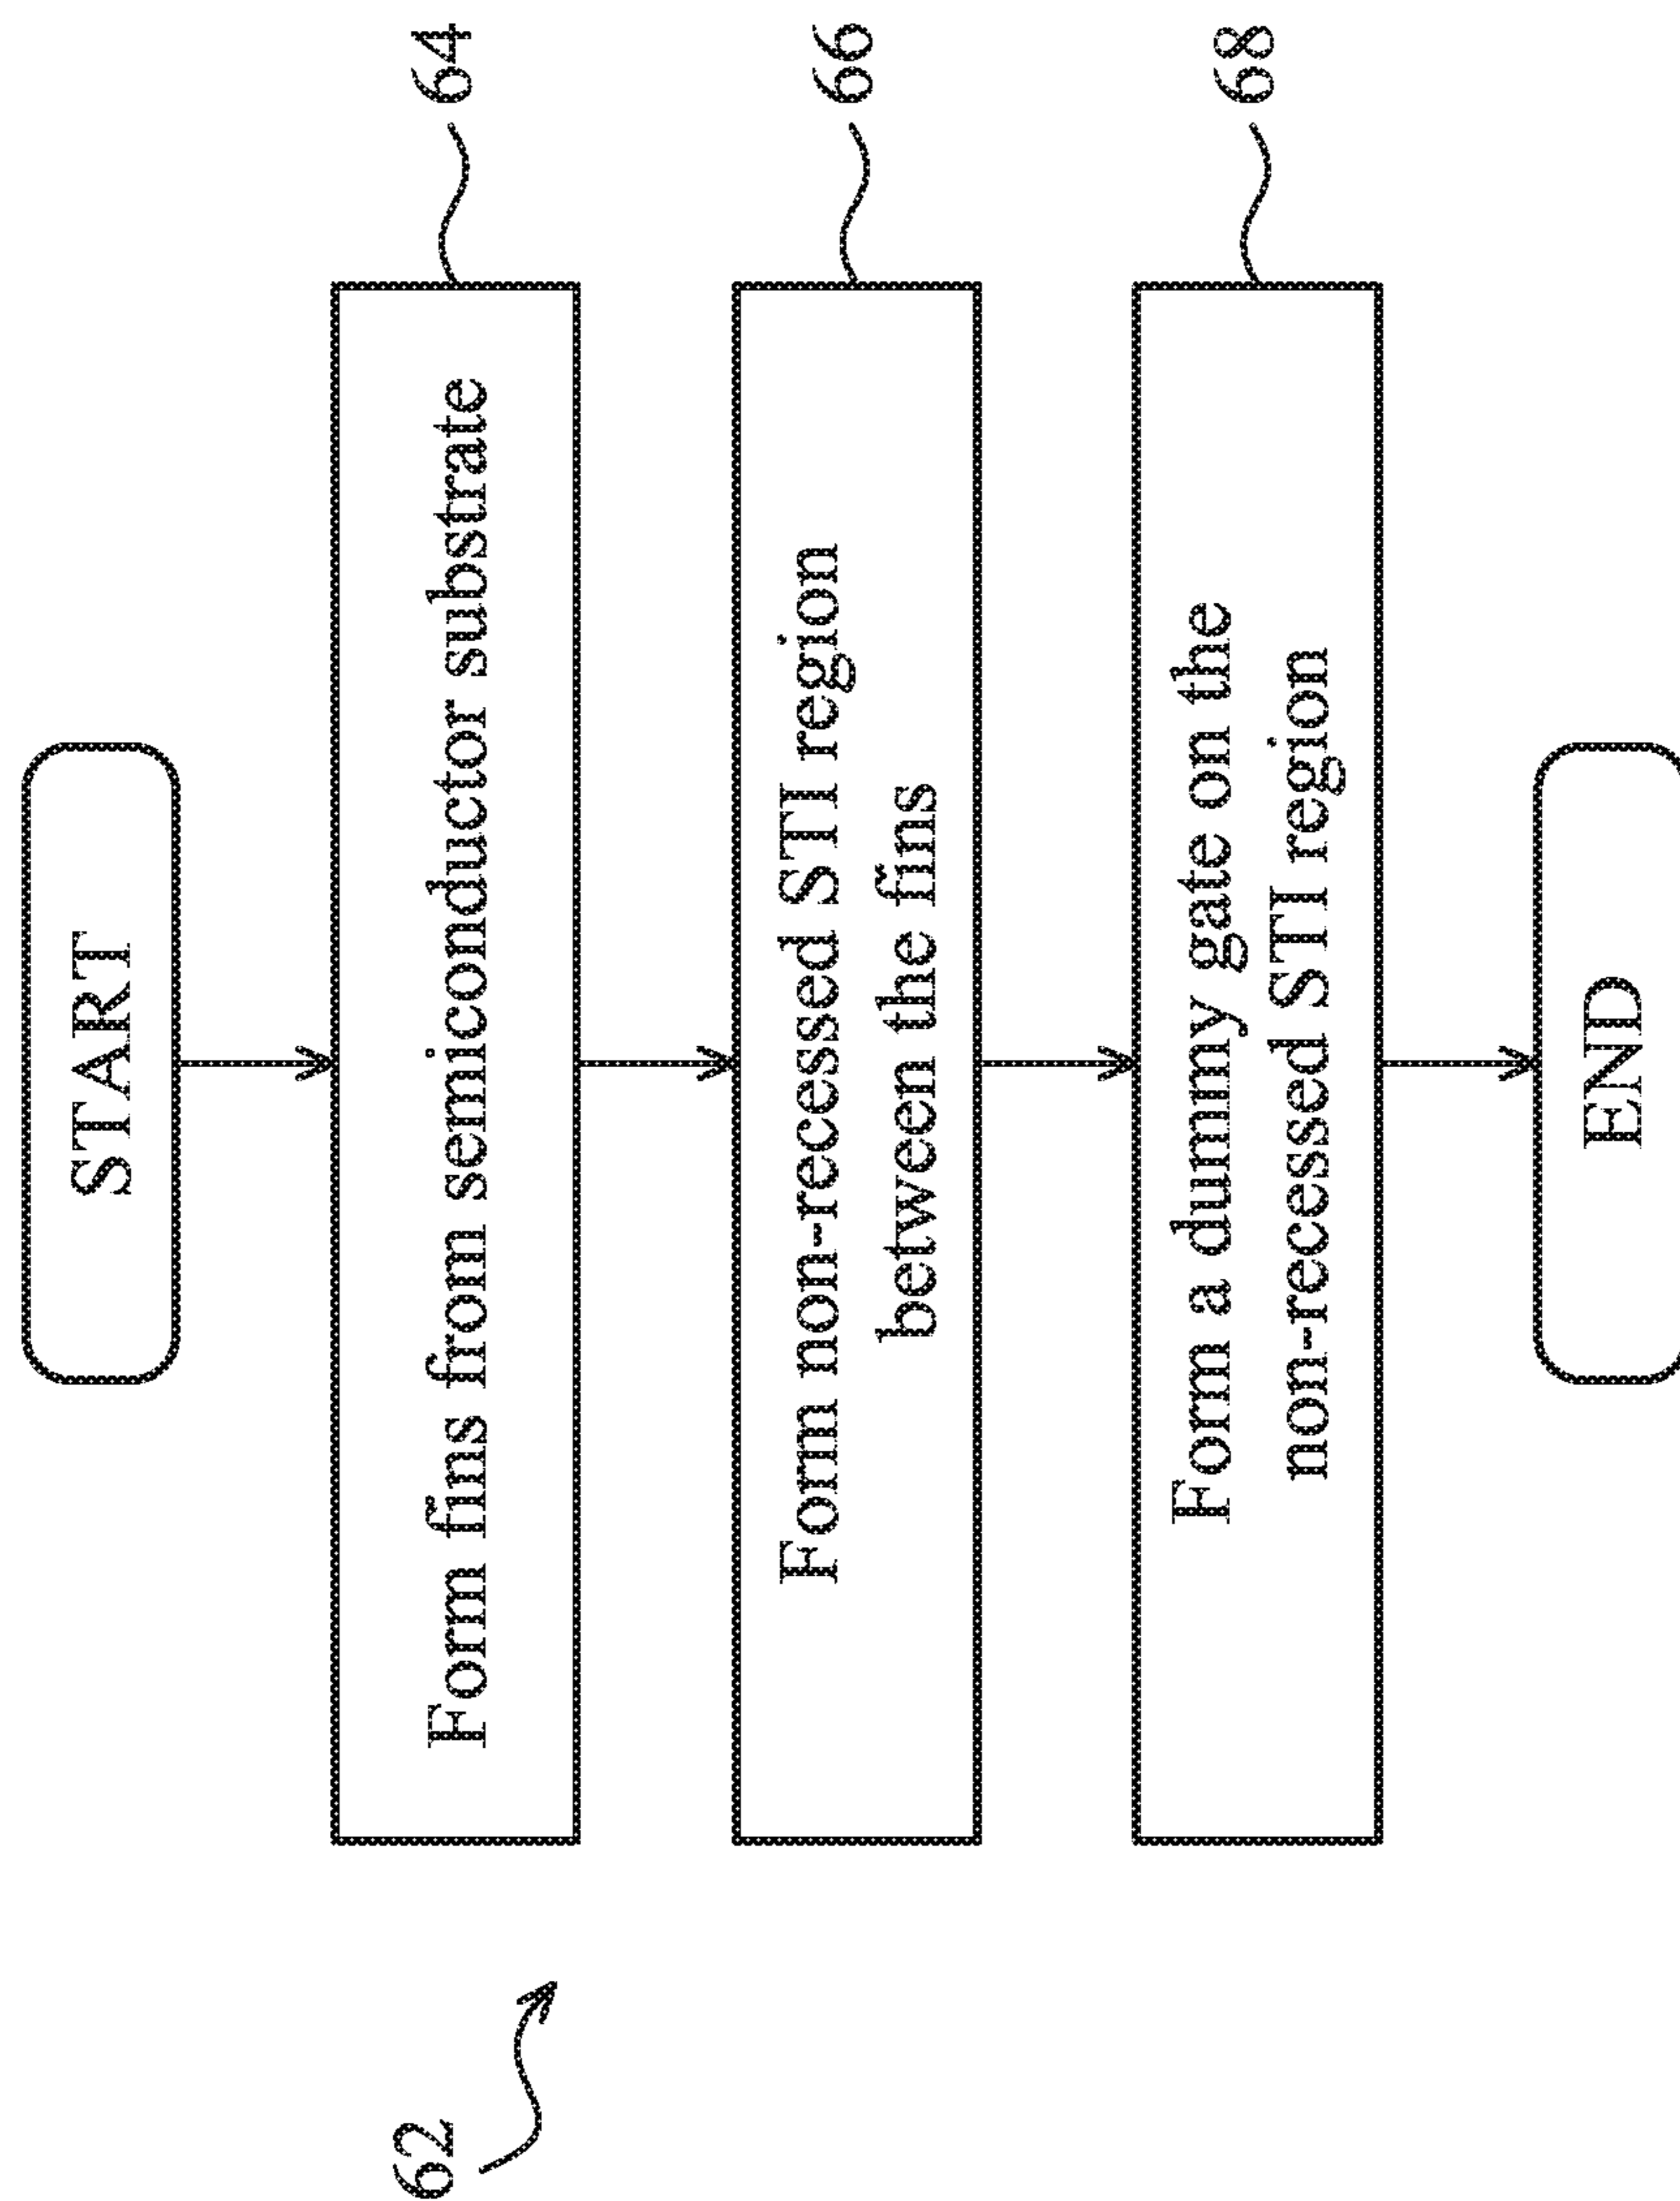 62
START
Form fins from semiconductor substrate
64
Form non-recessed STI region
between the fins
66
Form a dummy gate on the
non-recessed STI region
68
END